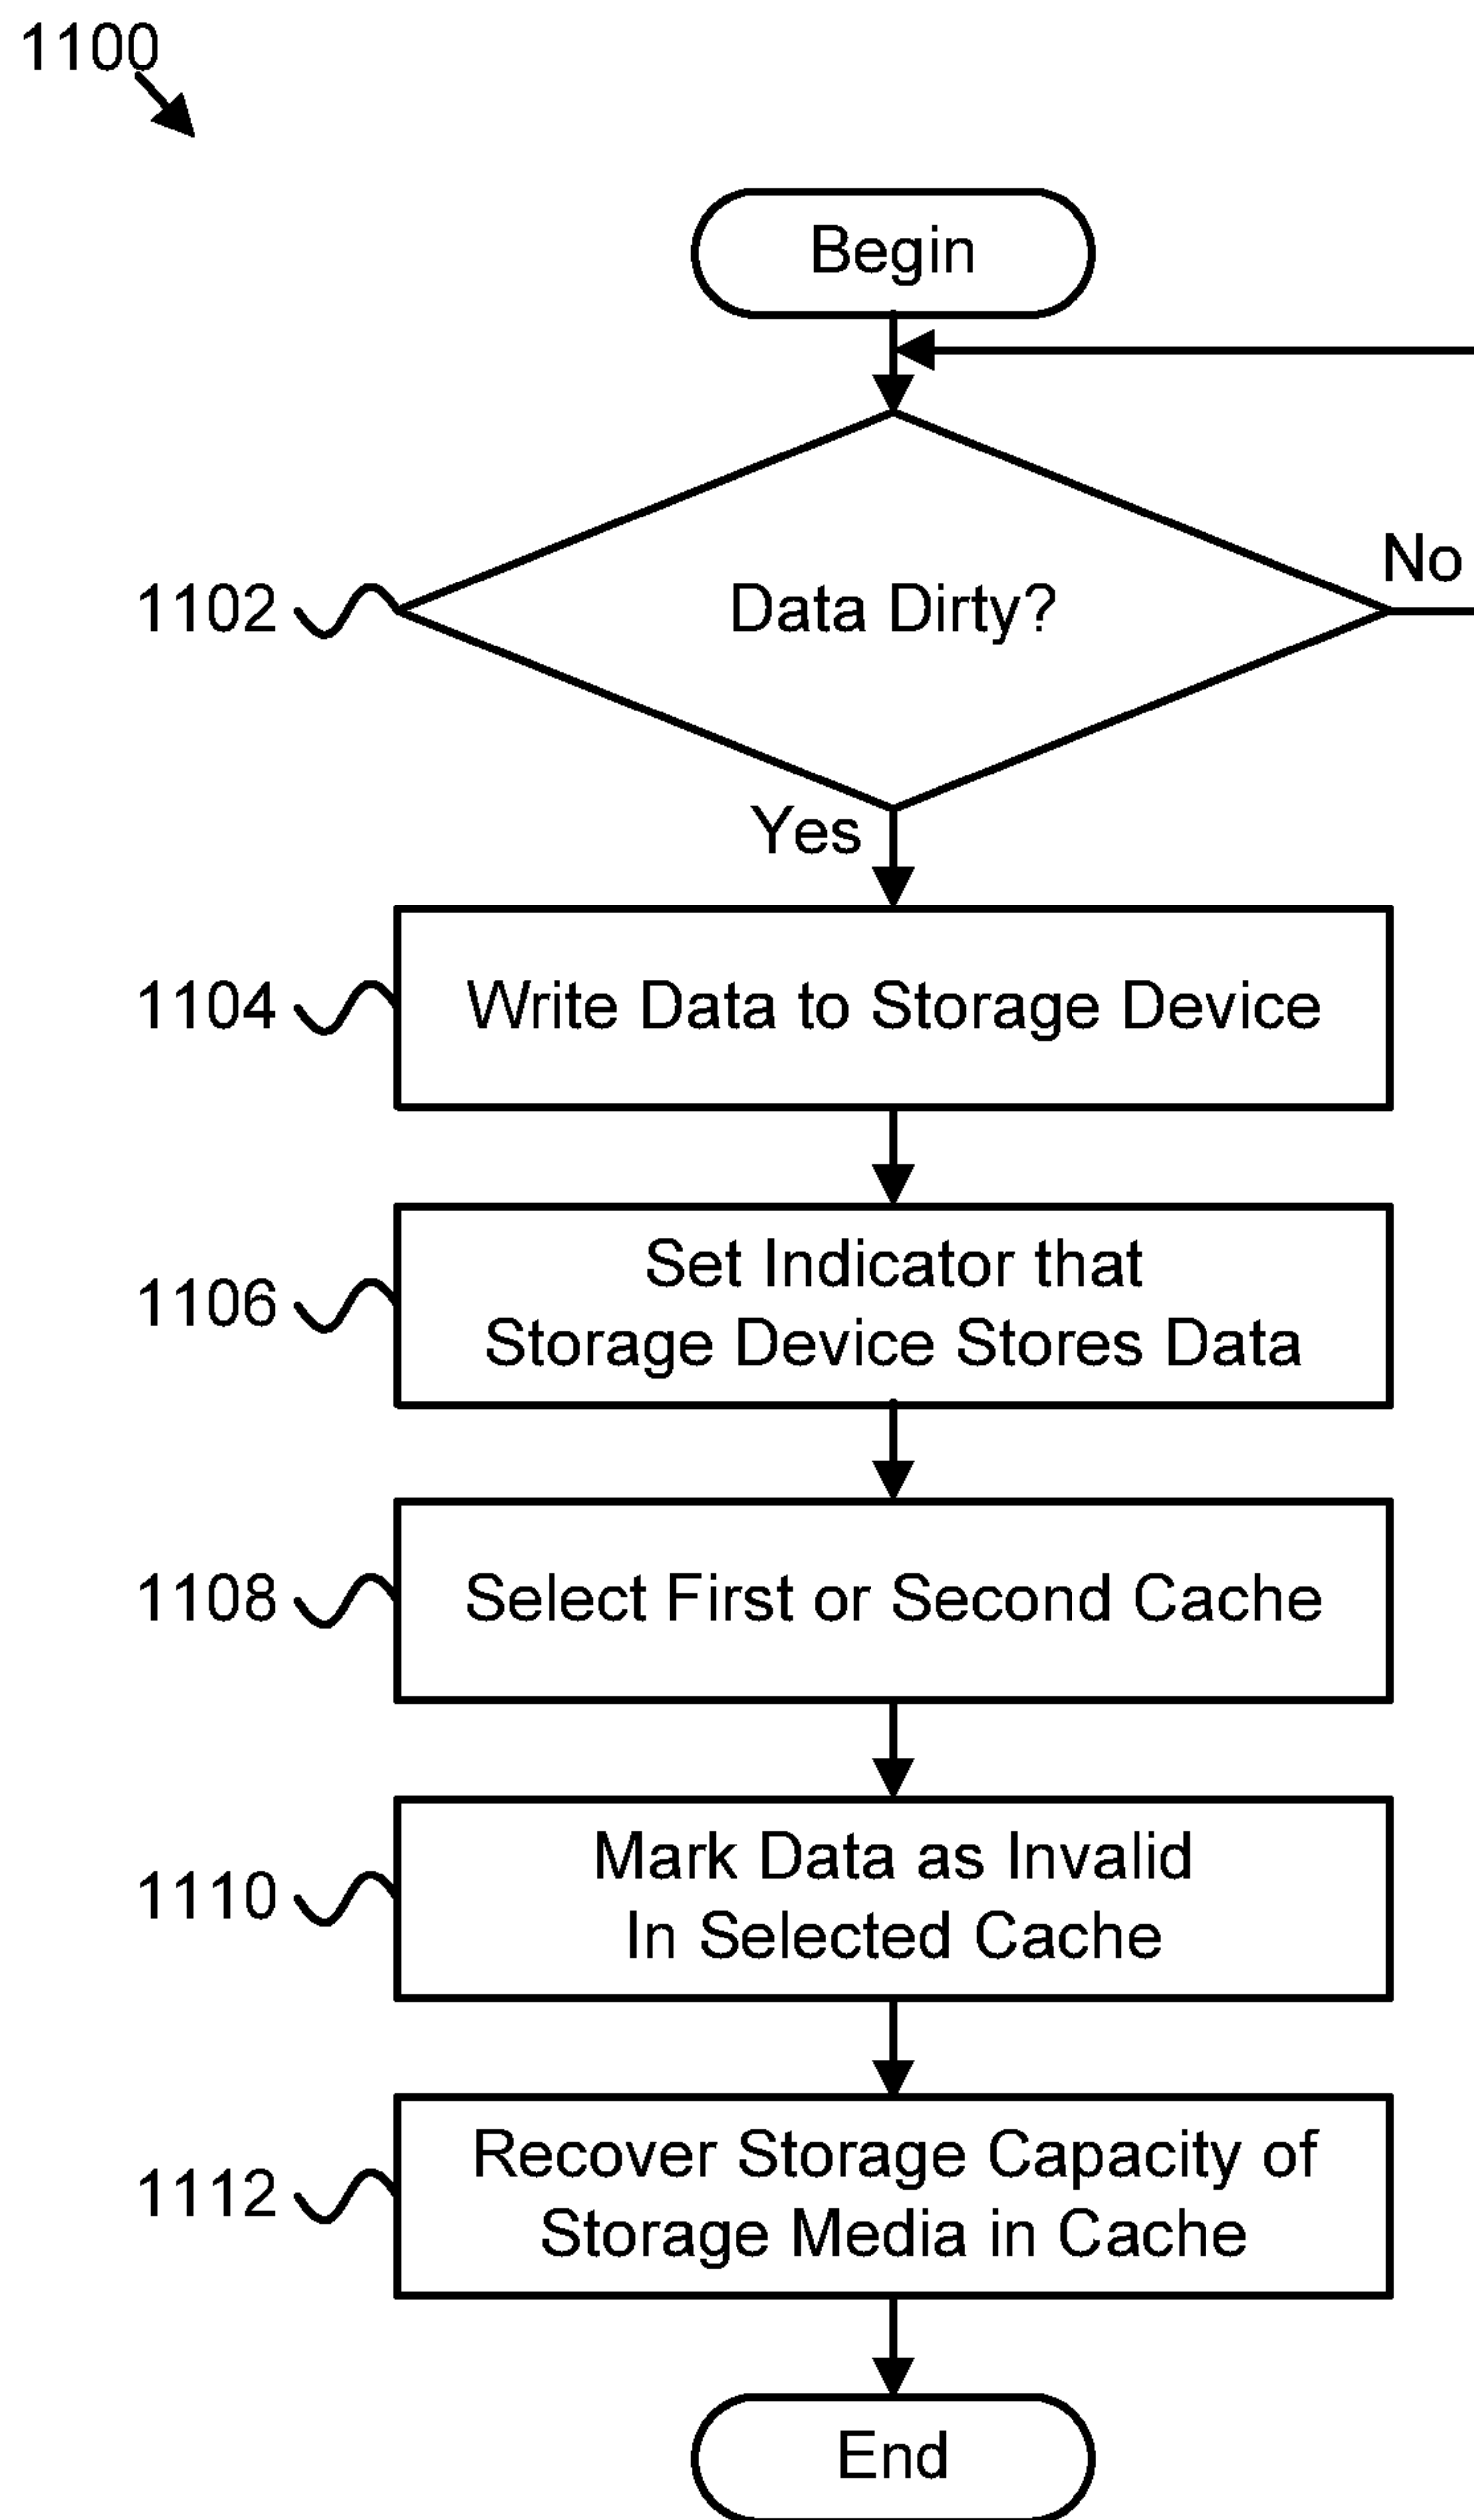 1100
Begin
No
1102
Data Dirty?
Yes
1104
Write Data to Storage Device
1106
Set Indicator that
Storage Device Stores Data
1108
Select First or Second Cache
1110
Mark Data as Invalid
In Selected Cache
1112
Recover Storage Capacity of
Storage Media in Cache
End